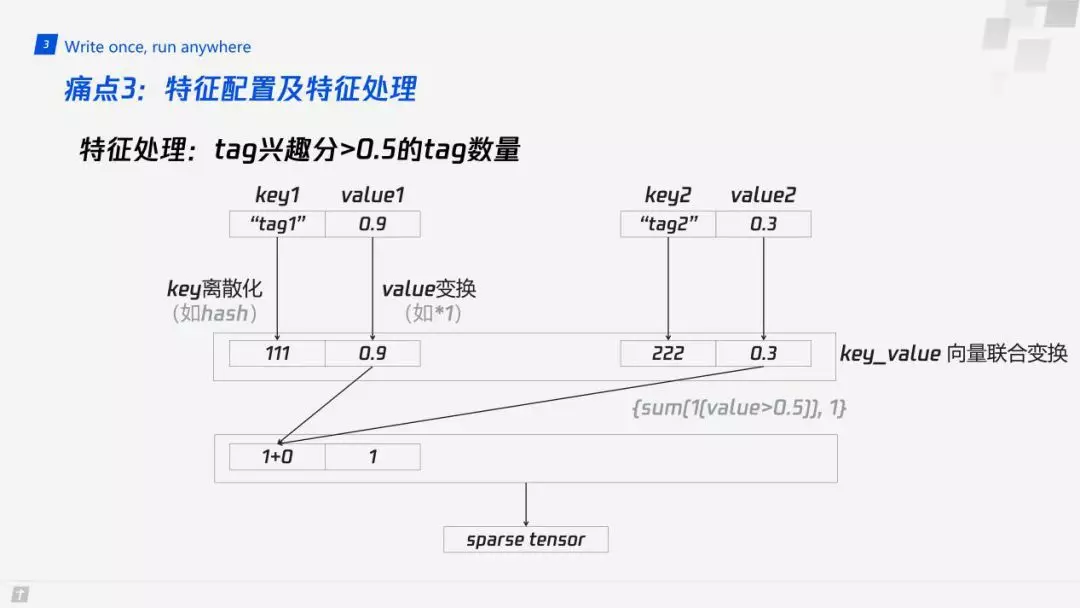 3 Write once, run anywhere
痛点3：特征配置及特征处理
特征处理：tag兴趣分>0.5的tag数量
key1 value1 key2 value2
“tag1” 0.9 “tag2” 0.3
key离散化 value变换
（如hash） （如*1）
111 0.9 222 0.3 key_value 向量联合变换
{sum(1(value>0.5)), 1}
1+0 1
sparse tensor